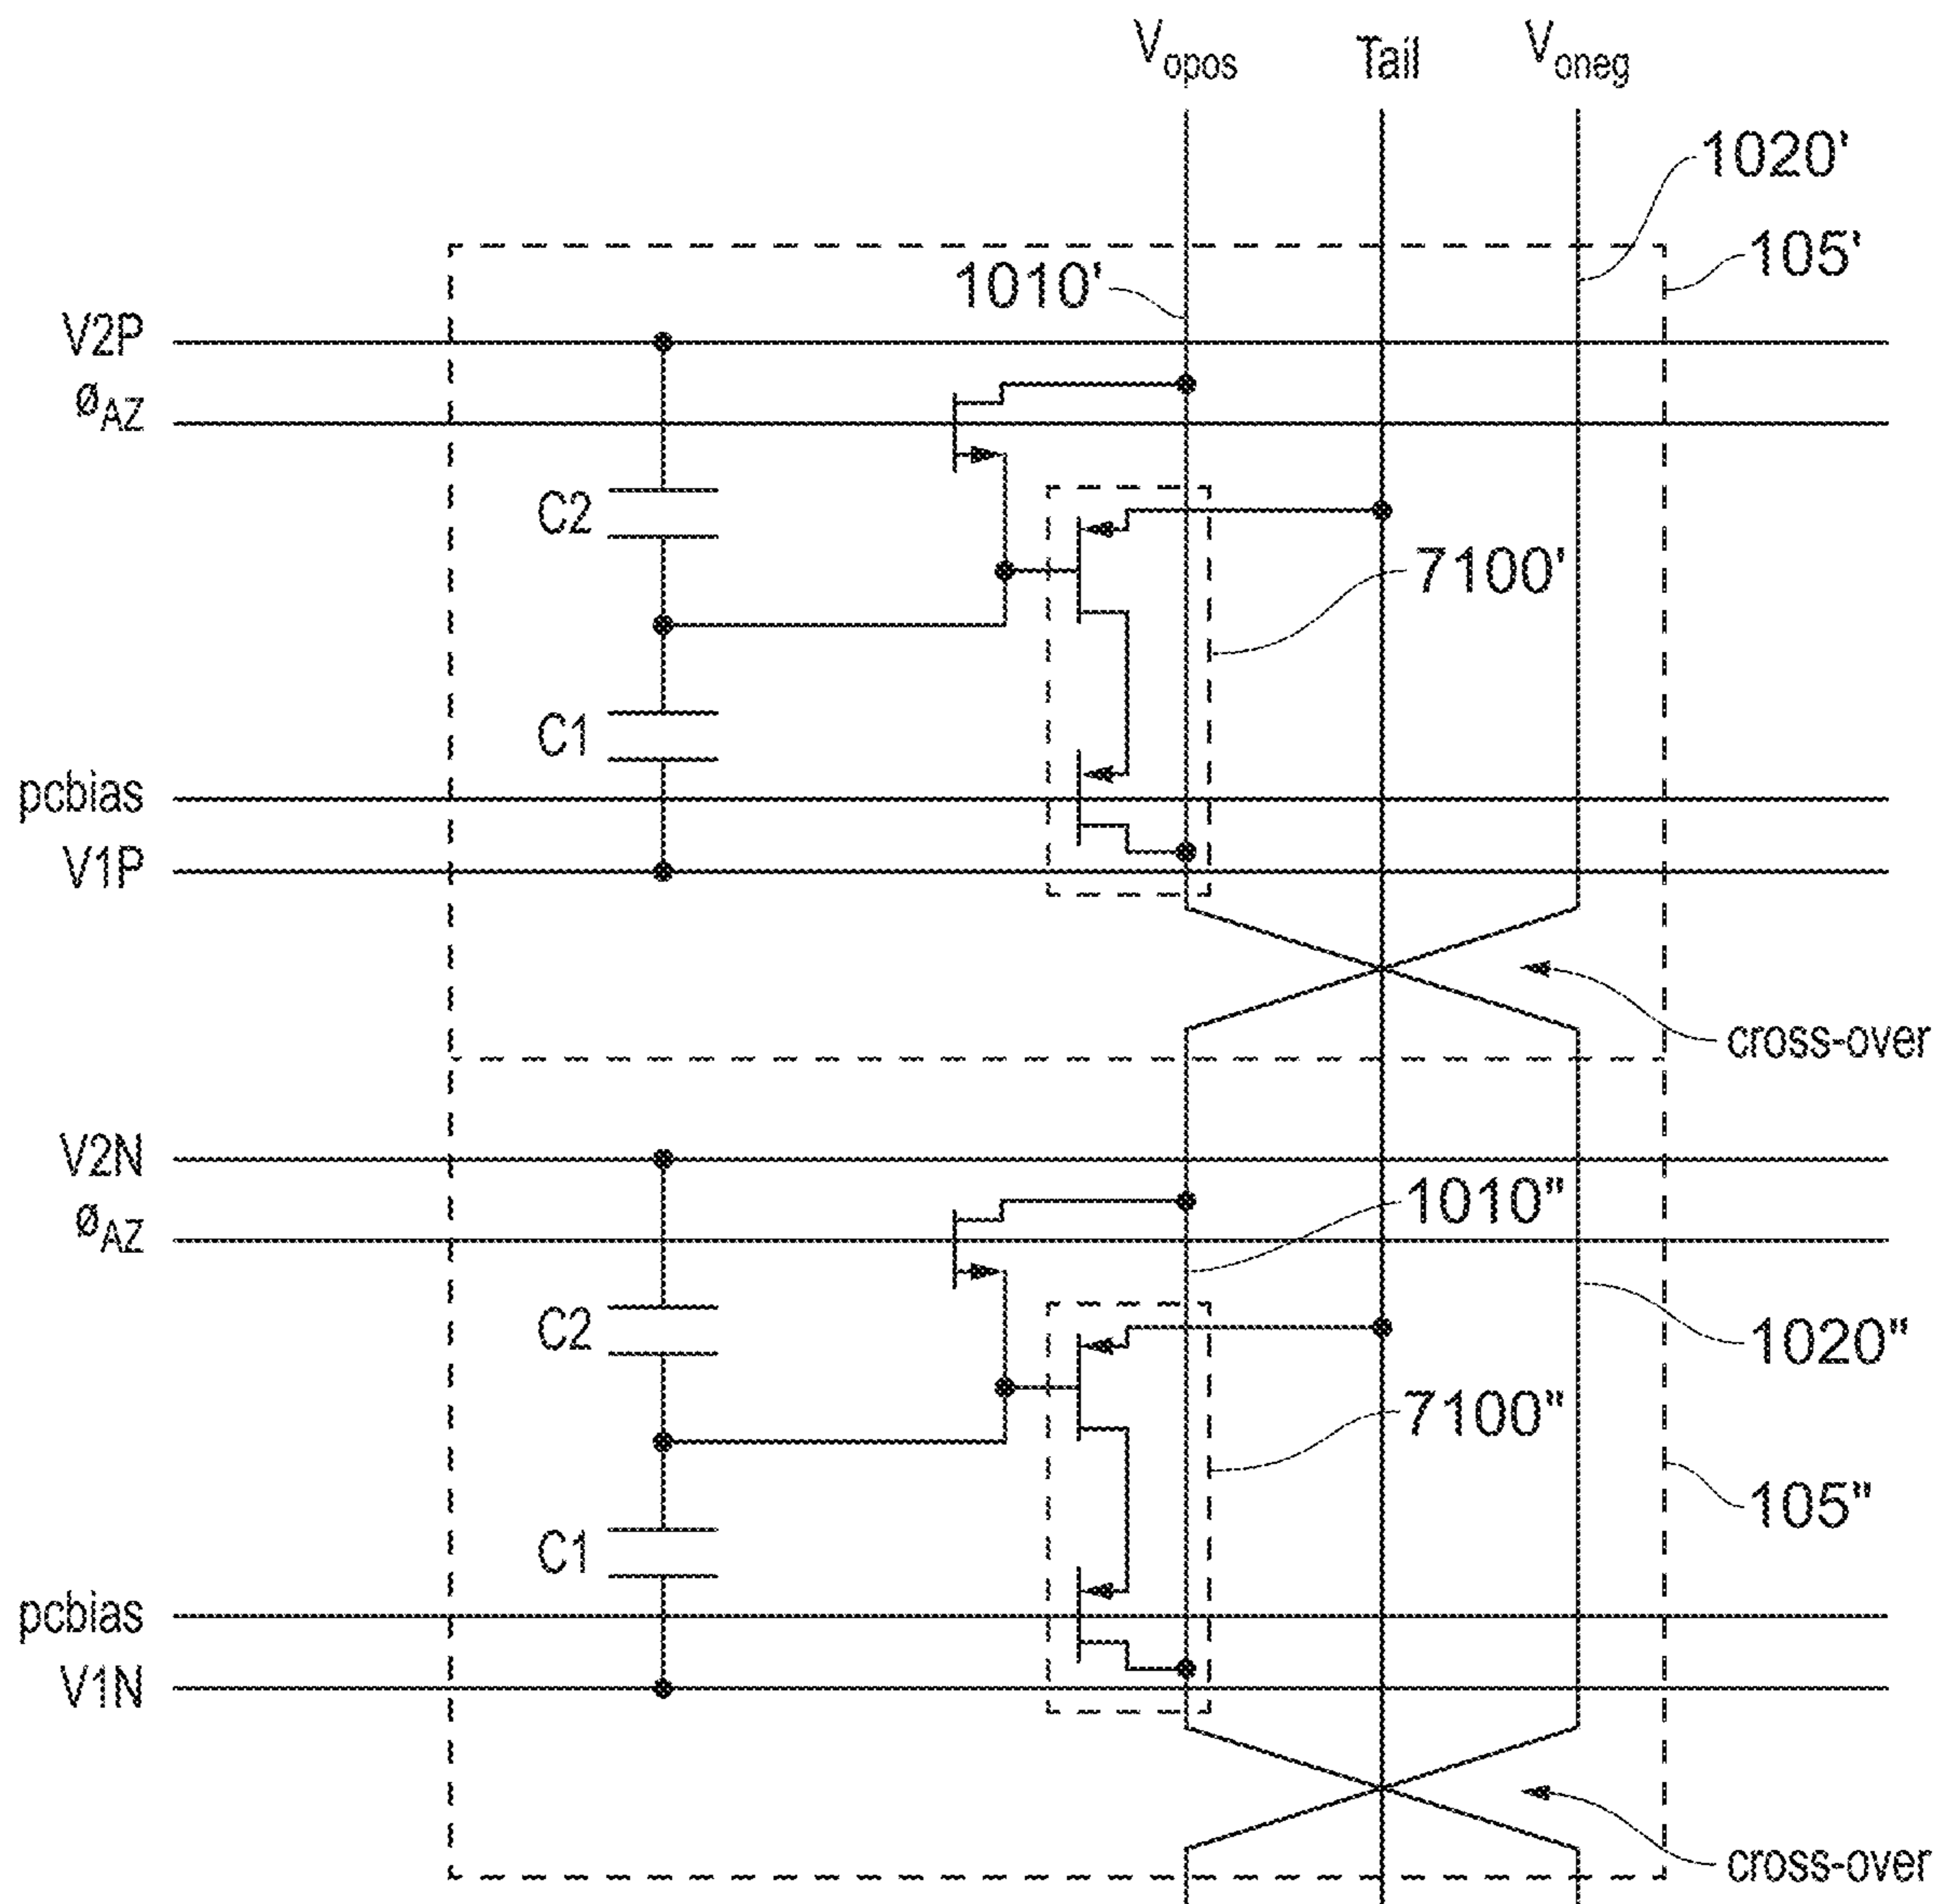 Vopos Tail Voneg
1020'
105'
1010'
V2P
øAZ
C2
7100'
C1
pcbias
V1P
cross-over
V2N
1010"
øAZ
C2
1020"
7100"
105"
C1
pcbias
V1N
cross-over